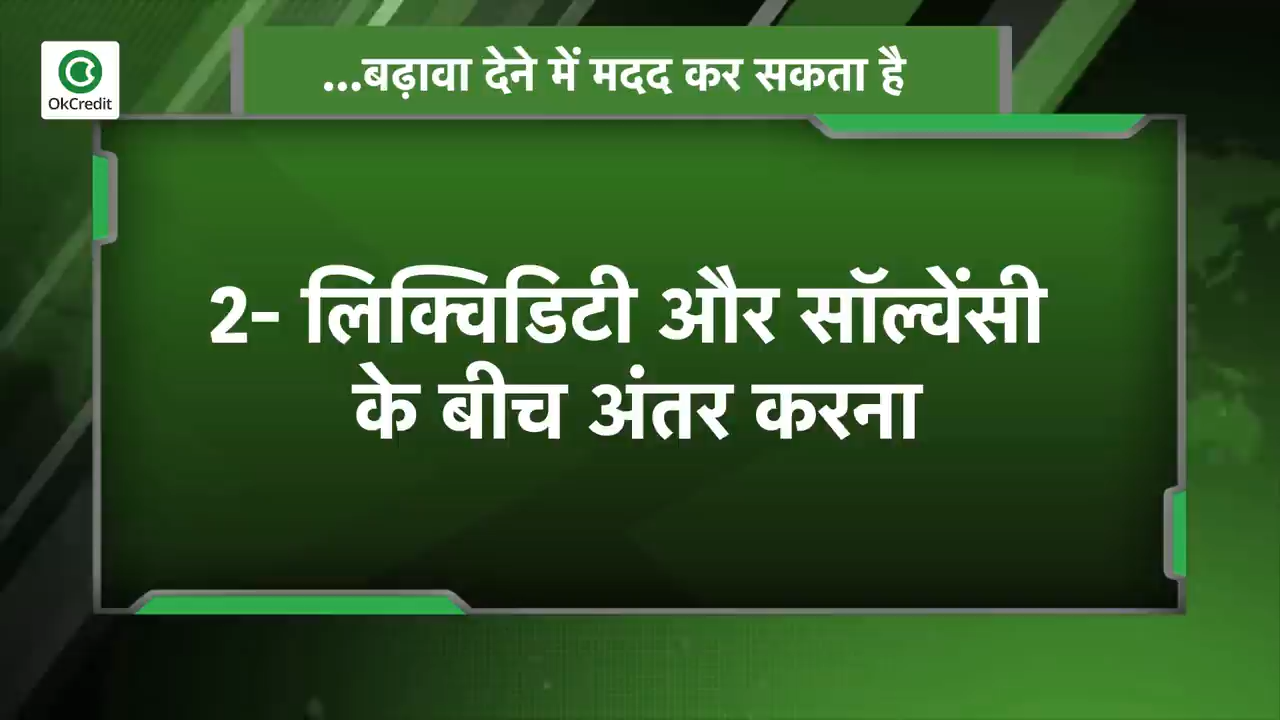 OkCredit
...बढ़ावा देने में मदद कर सकता है
2- लिक्विडिटी और सॉल्वेंसी
के बीच अंतर करना